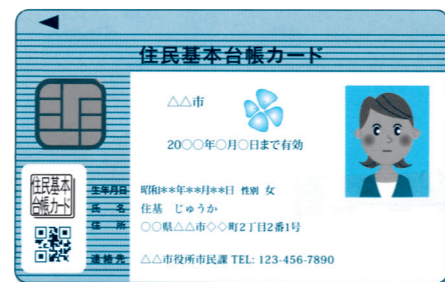 住民基本台帳カード
△△市
20○○年○月○日まで有効
住民基本
台帳カード
生年月日 昭和**年**月**日 性別 女
氏 名 住基 じゅうか
住 所 ○○県△△市◇◇町2丁目2番1号
連絡先 △△市役所市民課 TEL: 123-456-7890